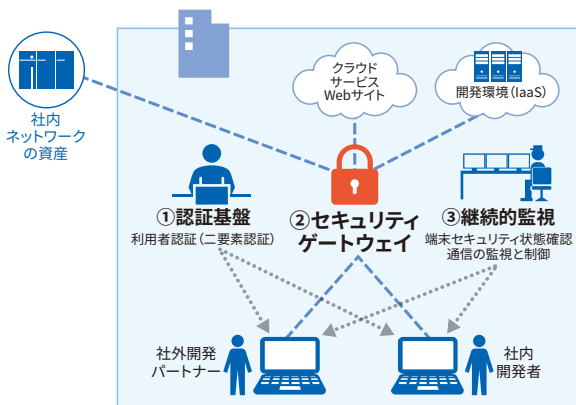 クラウド
サービス
Webサイト
開発環境（IaaS）
社内
ネットワーク
の資産
①認証基盤
利用者認証（二要素認証）
②セキュリティ
ゲートウェイ
③継続的監視
端末セキュリティ状態確認
通信の監視と制御
社外開発
パートナー
社内
開発者